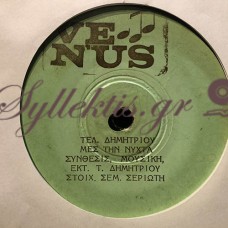 VE
NUS
Syllektis.gr
ΤΕΛ. ΔΗΜΗΤΡΙΟΥ
ΜΕΣ ΤΗΝ ΝΥΧΤΑ
ΣΥΝΘΕΣΙΣ, ΜΟΥΣΙΚΗ,
ΕΚΤ. Τ. ΔΗΜΗΤΡΙΟΥ
ΣΤΟΙΧ. ΣΕΜ. ΣΕΡΙΩΤΗ